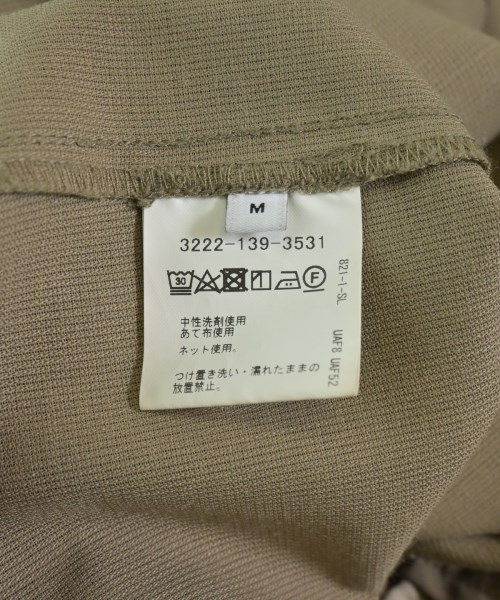 M
3222-139-3531
30 F
中性洗剤使用
あて布使用
ネット使用。
つけ置き洗い・濡れたままの
放置禁止。
821-1-SL
UAF8 UAF52